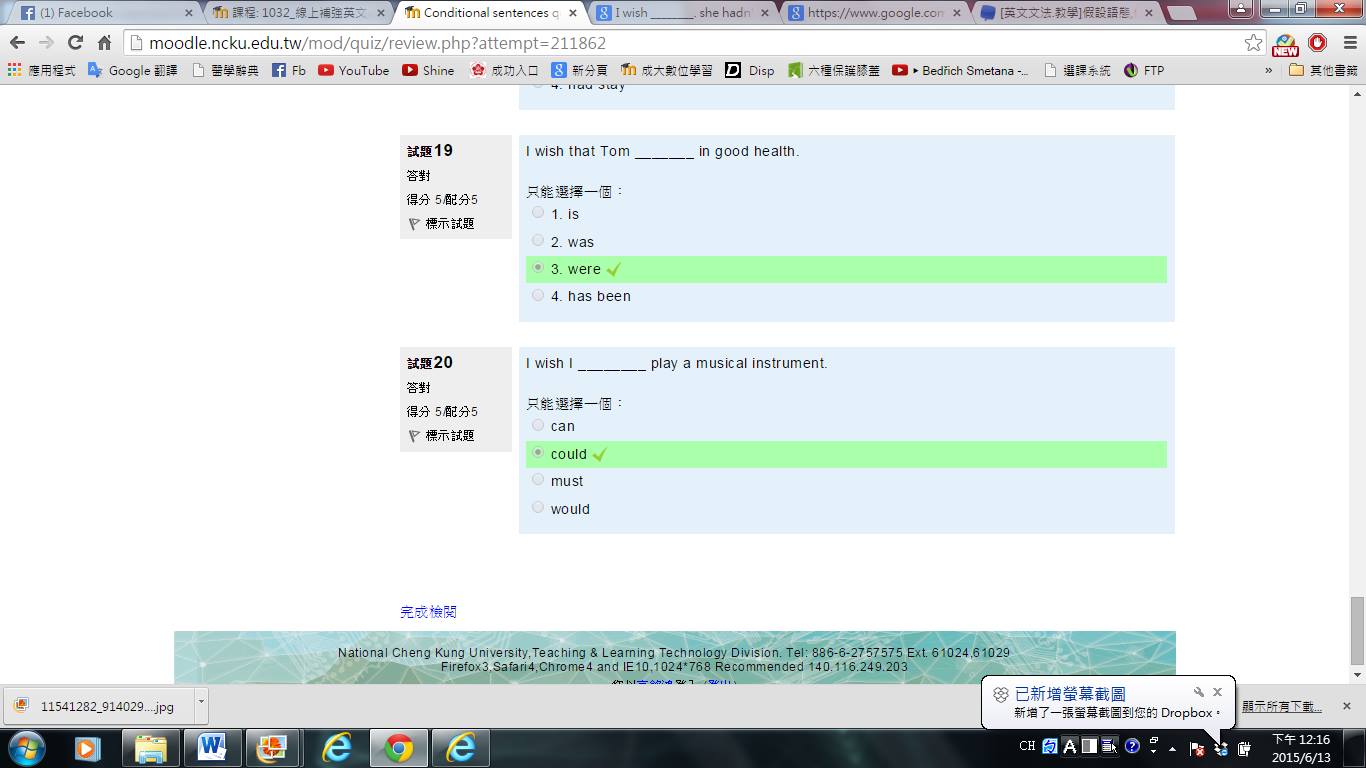 (1) Facebook
課程: 1032_線上補強英文
Conditional sentences q
I wish _______. she hadn
https://www.google.con
[英文文法.教學]假設語態,
moodle.ncku.edu.tw/mod/quiz/review.php?attempt=211862
NEW
應用程式
Google 翻譯
醫學辭典
Fb
YouTube
Shine
成功入口
新分頁
成大數位學習
Disp
六種保護膝蓋
▸ Bedřich Smetana -...
選課系統
FTP
»
其他書籤
4. had stay
試題19
答對
得分 5/配分5
標示試題
I wish that Tom _______ in good health.
只能選擇一個：
1. is
2. was
3. were
4. has been
試題20
答對
得分 5/配分5
標示試題
I wish I ________ play a musical instrument.
只能選擇一個：
can
could
must
would
完成檢閱
National Cheng Kung University,Teaching & Learning Technology Division. Tel: 886-6-2757575 Ext. 61024,61029
Firefox3,Safari4,Chrome4 and IE10,1024*768 Recommended 140.116.249.203
已新增螢幕截圖
新增了一張螢幕截圖到您的 Dropbox。
11541282_914029....jpg
顯示所有下載...
CH
A
下午 12:16
2015/6/13